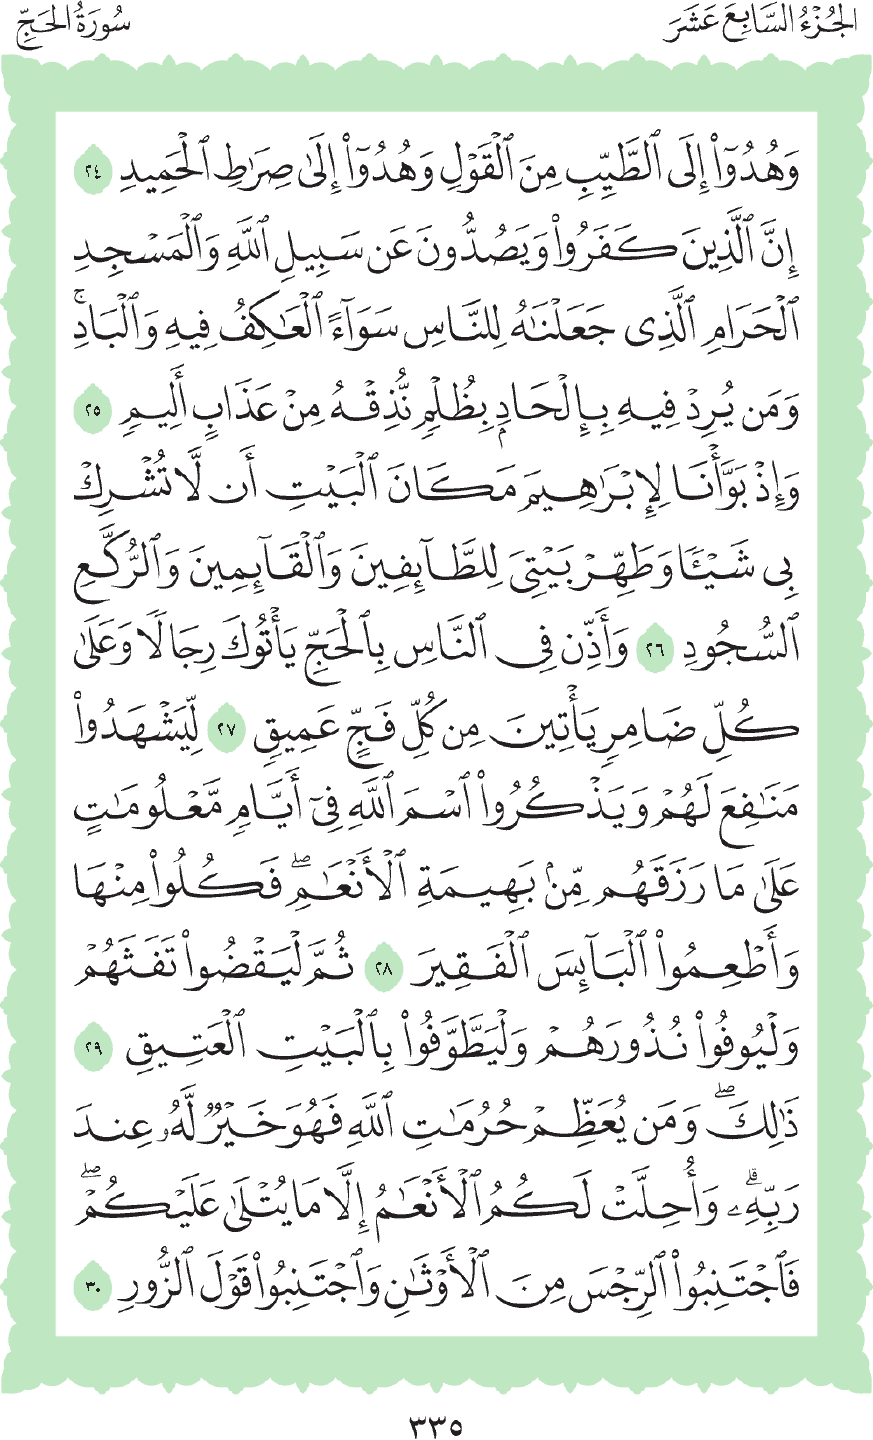 الجُزْءُ السَّابِعَ عَشَرَ
سُورَةُ الحَجِّ
وَهُدُوٓاْ إِلَى ٱلطَّيِّبِ مِنَ ٱلۡقَوۡلِ وَهُدُوٓاْ إِلَىٰ صِرَٰطِ ٱلۡحَمِيدِ ٢٤
إِنَّ ٱلَّذِينَ كَفَرُواْ وَيَصُدُّونَ عَن سَبِيلِ ٱللَّهِ وَٱلۡمَسۡجِدِ
ٱلۡحَرَامِ ٱلَّذِي جَعَلۡنَٰهُ لِلنَّاسِ سَوَآءً ٱلۡعَٰكِفُ فِيهِ وَٱلۡبَادِۚ
وَمَن يُرِدۡ فِيهِ بِإِلۡحَادِۭ بِظُلۡمٖ نُّذِقۡهُ مِنۡ عَذَابٍ أَلِيمٖ ٢٥
وَإِذۡ بَوَّأۡنَا لِإِبۡرَٰهِيمَ مَكَانَ ٱلۡبَيۡتِ أَن لَّا تُشۡرِكۡ
بِي شَيۡـٔٗا وَطَهِّرۡ بَيۡتِيَ لِلطَّآئِفِينَ وَٱلۡقَآئِمِينَ وَٱلرُّكَّعِ
ٱلسُّجُودِ ٢٦ وَأَذِّن فِي ٱلنَّاسِ بِٱلۡحَجِّ يَأۡتُوكَ رِجَالٗا وَعَلَىٰ
كُلِّ ضَامِرٖ يَأۡتِينَ مِن كُلِّ فَجٍّ عَمِيقٖ ٢٧ لِّيَشۡهَدُواْ
مَنَٰفِعَ لَهُمۡ وَيَذۡكُرُواْ ٱسۡمَ ٱللَّهِ فِيٓ أَيَّامٖ مَّعۡلُومَٰتٍ
عَلَىٰ مَا رَزَقَهُم مِّنۢ بَهِيمَةِ ٱلۡأَنۡعَٰمِۖ فَكُلُواْ مِنۡهَا
وَأَطۡعِمُواْ ٱلۡبَآئِسَ ٱلۡفَقِيرَ ٢٨ ثُمَّ لۡيَقۡضُواْ تَفَثَهُمۡ
وَلۡيُوفُواْ نُذُورَهُمۡ وَلۡيَطَّوَّفُواْ بِٱلۡبَيۡتِ ٱلۡعَتِيقِ ٢٩
ذَٰلِكَۖ وَمَن يُعَظِّمۡ حُرُمَٰتِ ٱللَّهِ فَهُوَ خَيۡرٞ لَّهُۥ عِندَ
رَبِّهِۦۗ وَأُحِلَّتۡ لَكُمُ ٱلۡأَنۡعَٰمُ إِلَّا مَا يُتۡلَىٰ عَلَيۡكُمۡۖ
فَٱجۡتَنِبُواْ ٱلرِّجۡسَ مِنَ ٱلۡأَوۡثَٰنِ وَٱجۡتَنِبُواْ قَوۡلَ ٱلزُّورِ ٣٠
٣٣٥